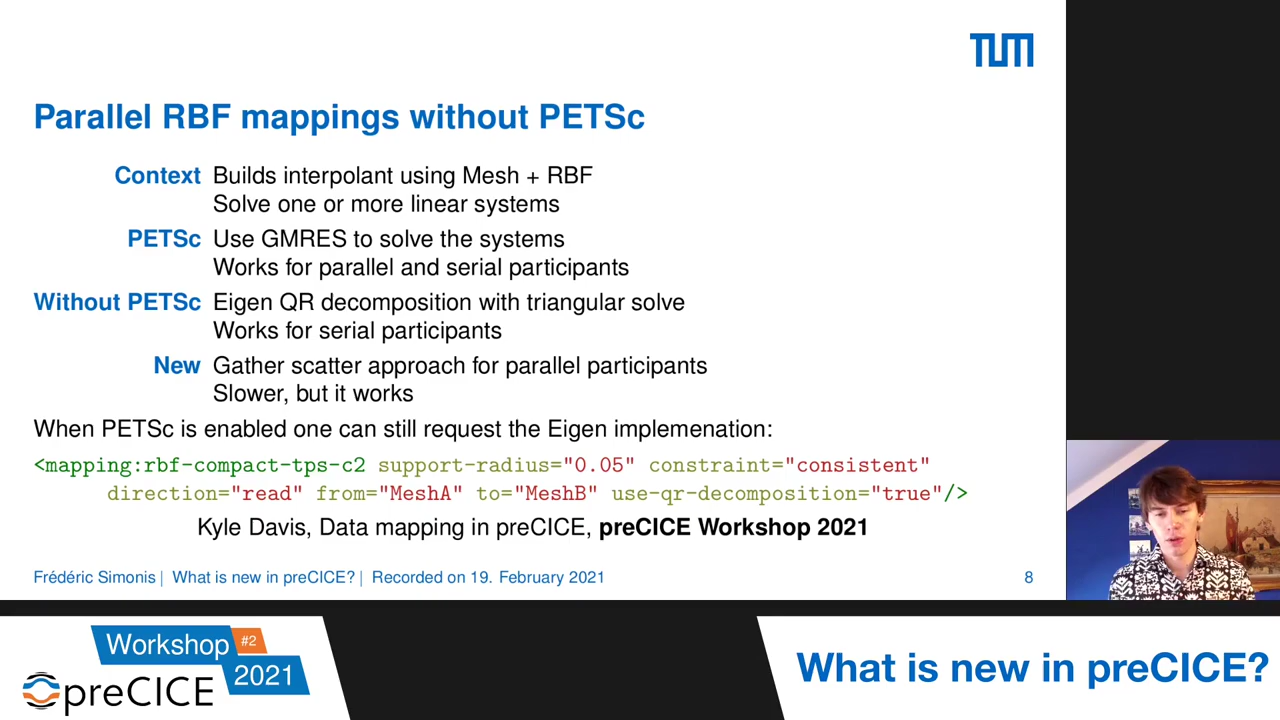 TUM
Parallel RBF mappings without PETSc
Context Builds interpolant using Mesh + RBF
Solve one or more linear systems
PETSc Use GMRES to solve the systems
Works for parallel and serial participants
Without PETSc Eigen QR decomposition with triangular solve
Works for serial participants
New Gather scatter approach for parallel participants
Slower, but it works
When PETSc is enabled one can still request the Eigen implemenation:
<mapping:rbf-compact-tps-c2 support-radius="0.05" constraint="consistent"
direction="read" from="MeshA" to="MeshB" use-qr-decomposition="true"/>
Kyle Davis, Data mapping in preCICE, preCICE Workshop 2021
Frédéric Simonis | What is new in preCICE? | Recorded on 19. February 2021 8
Workshop #2
2021
preCICE
What is new in preCICE?